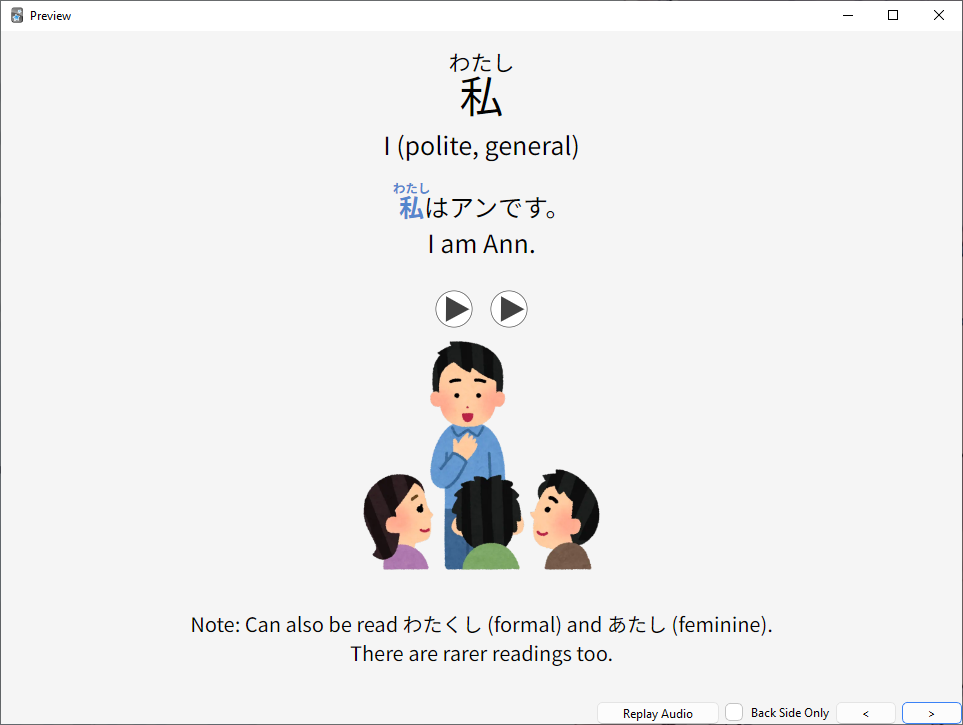 Preview
わたし
私
I (polite, general)
わたし
私はアンです。
I am Ann.
Note: Can also be read わたくし (formal) and あたし (feminine).
There are rarer readings too.
Replay Audio
Back Side Only
<
>